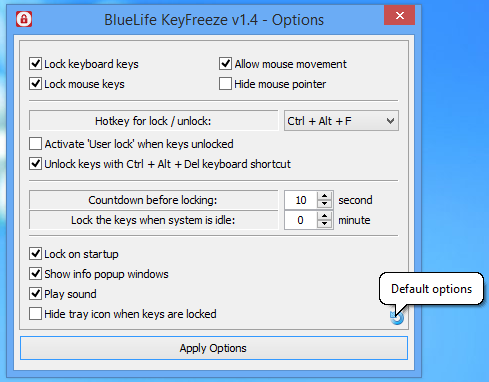 BlueLife KeyFreeze v1.4 - Options
Lock keyboard keys
Allow mouse movement
Lock mouse keys
Hide mouse pointer
Hotkey for lock / unlock:
Ctrl + Alt + F
Activate 'User lock' when keys unlocked
Unlock keys with Ctrl + Alt + Del keyboard shortcut
Countdown before locking:
10
second
Lock the keys when system is idle:
0
minute
Lock on startup
Show info popup windows
Play sound
Hide tray icon when keys are locked
Default options
Apply Options